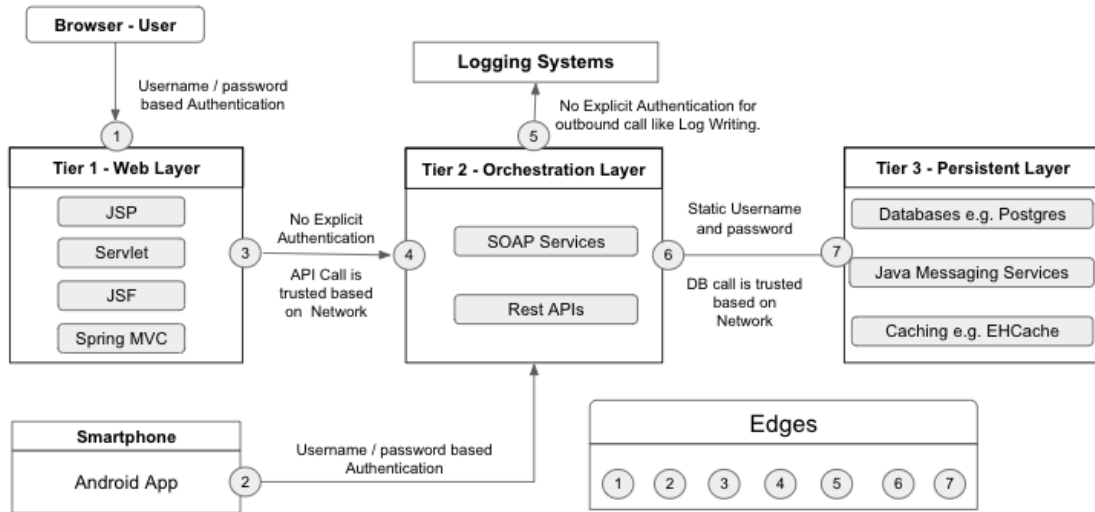 Browser - User
Username / password
based Authentication
1
Logging Systems
No Explicit Authentication for
outbound call like Log Writing.
5
Tier 1 - Web Layer
JSP
Servlet
JSF
Spring MVC
3
No Explicit
Authentication
API Call is
trusted based
on Network
4
Tier 2 - Orchestration Layer
SOAP Services
Rest APIs
6
Static Username
and password
DB call is trusted
based on
Network
7
Tier 3 - Persistent Layer
Databases e.g. Postgres
Java Messaging Services
Caching e.g. EHCache
Smartphone
Android App
2
Username / password based
Authentication
Edges
1 2 3 4 5 6 7